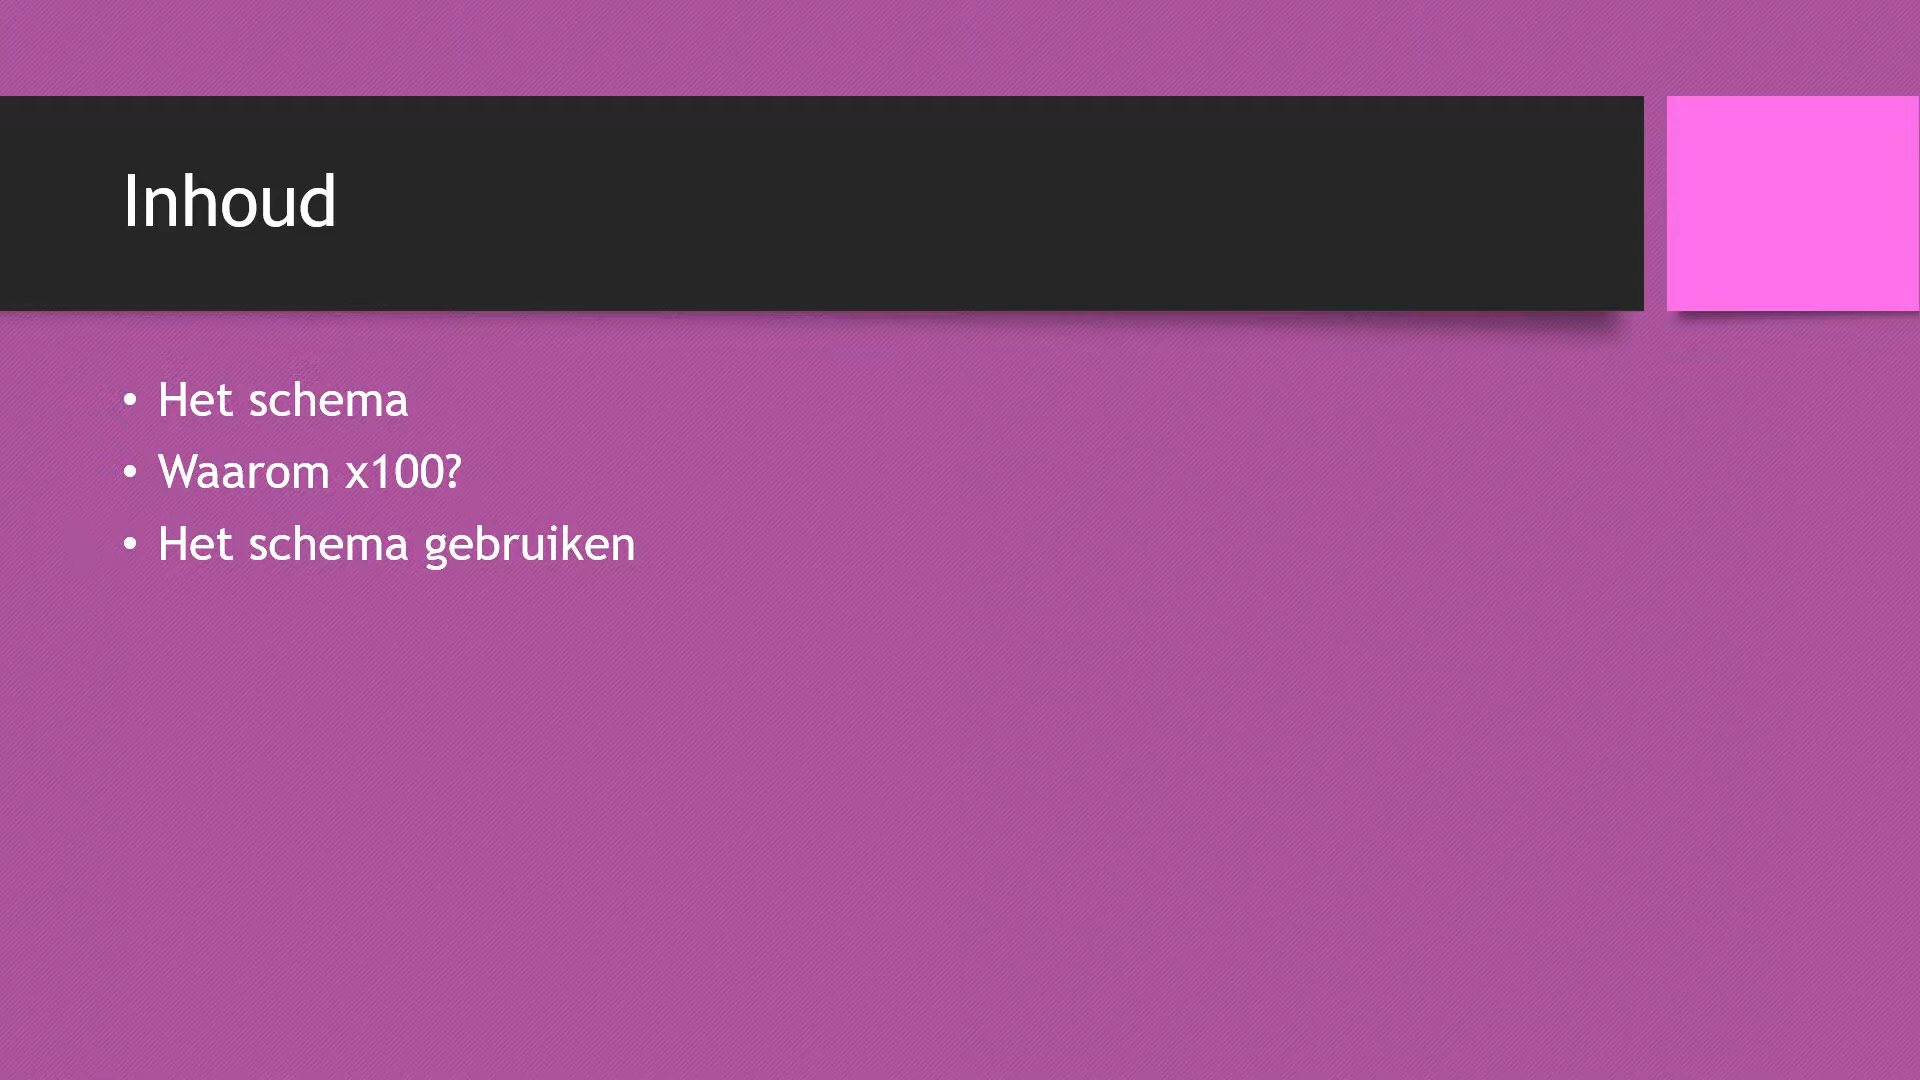 Inhoud
• Het schema
• Waarom x100?
• Het schema gebruiken